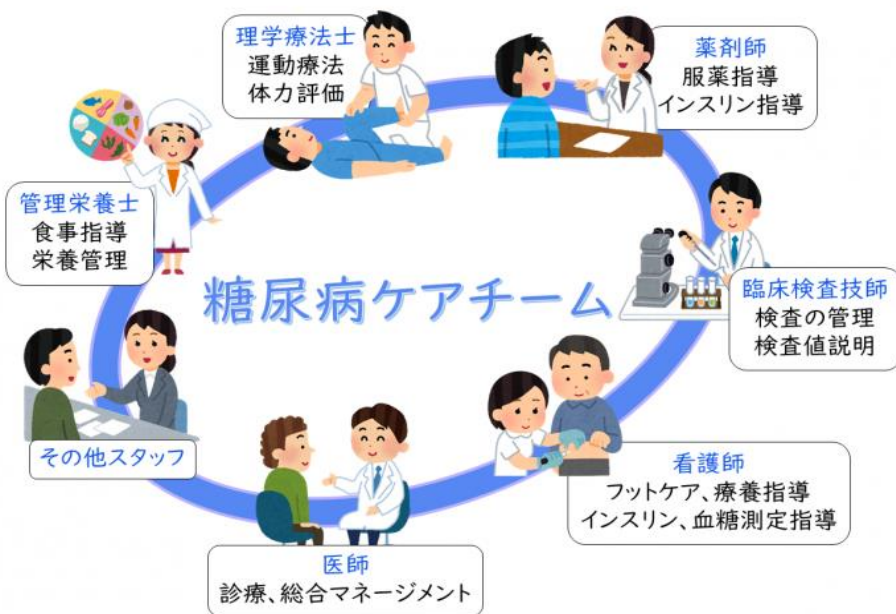 理学療法士
運動療法
体力評価
薬剤師
服薬指導
インスリン指導
管理栄養士
食事指導
栄養管理
糖尿病ケアチーム
臨床検査技師
検査の管理
検査値説明
その他スタッフ
看護師
フットケア、療養指導
インスリン、血糖測定指導
医師
診療、総合マネージメント